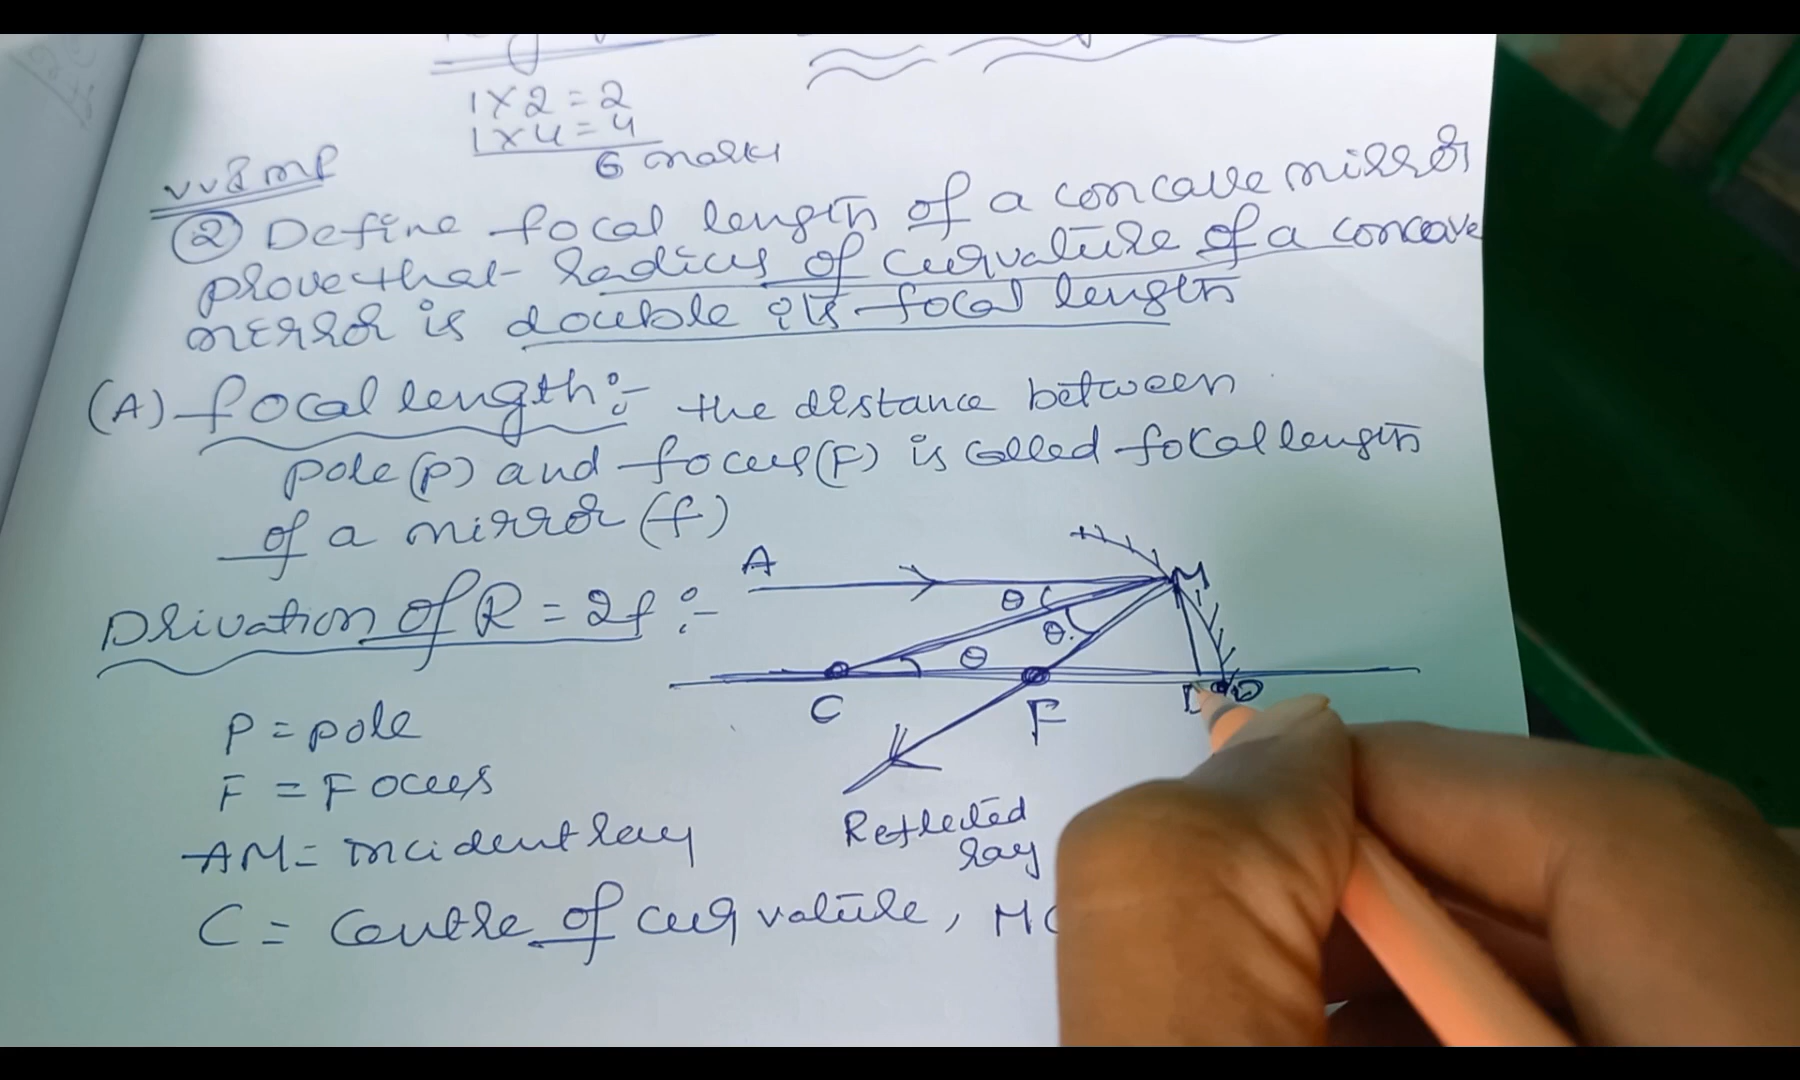 1 X 2 = 2
1 X 4 = 4
6 marks
vvImp
(2) Define focal length of a concave mirror
prove that radius of curvature of a concave
mirror is double its focal length
(A) focal length :- the distance between
pole (p) and focus (F) is called focal length
of a mirror (f)
Drivation of R = 2f :-
A
M
θ
θ
θ
C
F
D
P = pole
F = Focus
Reflected
ray
AM = incident ray
C = Centre of curvature, MC